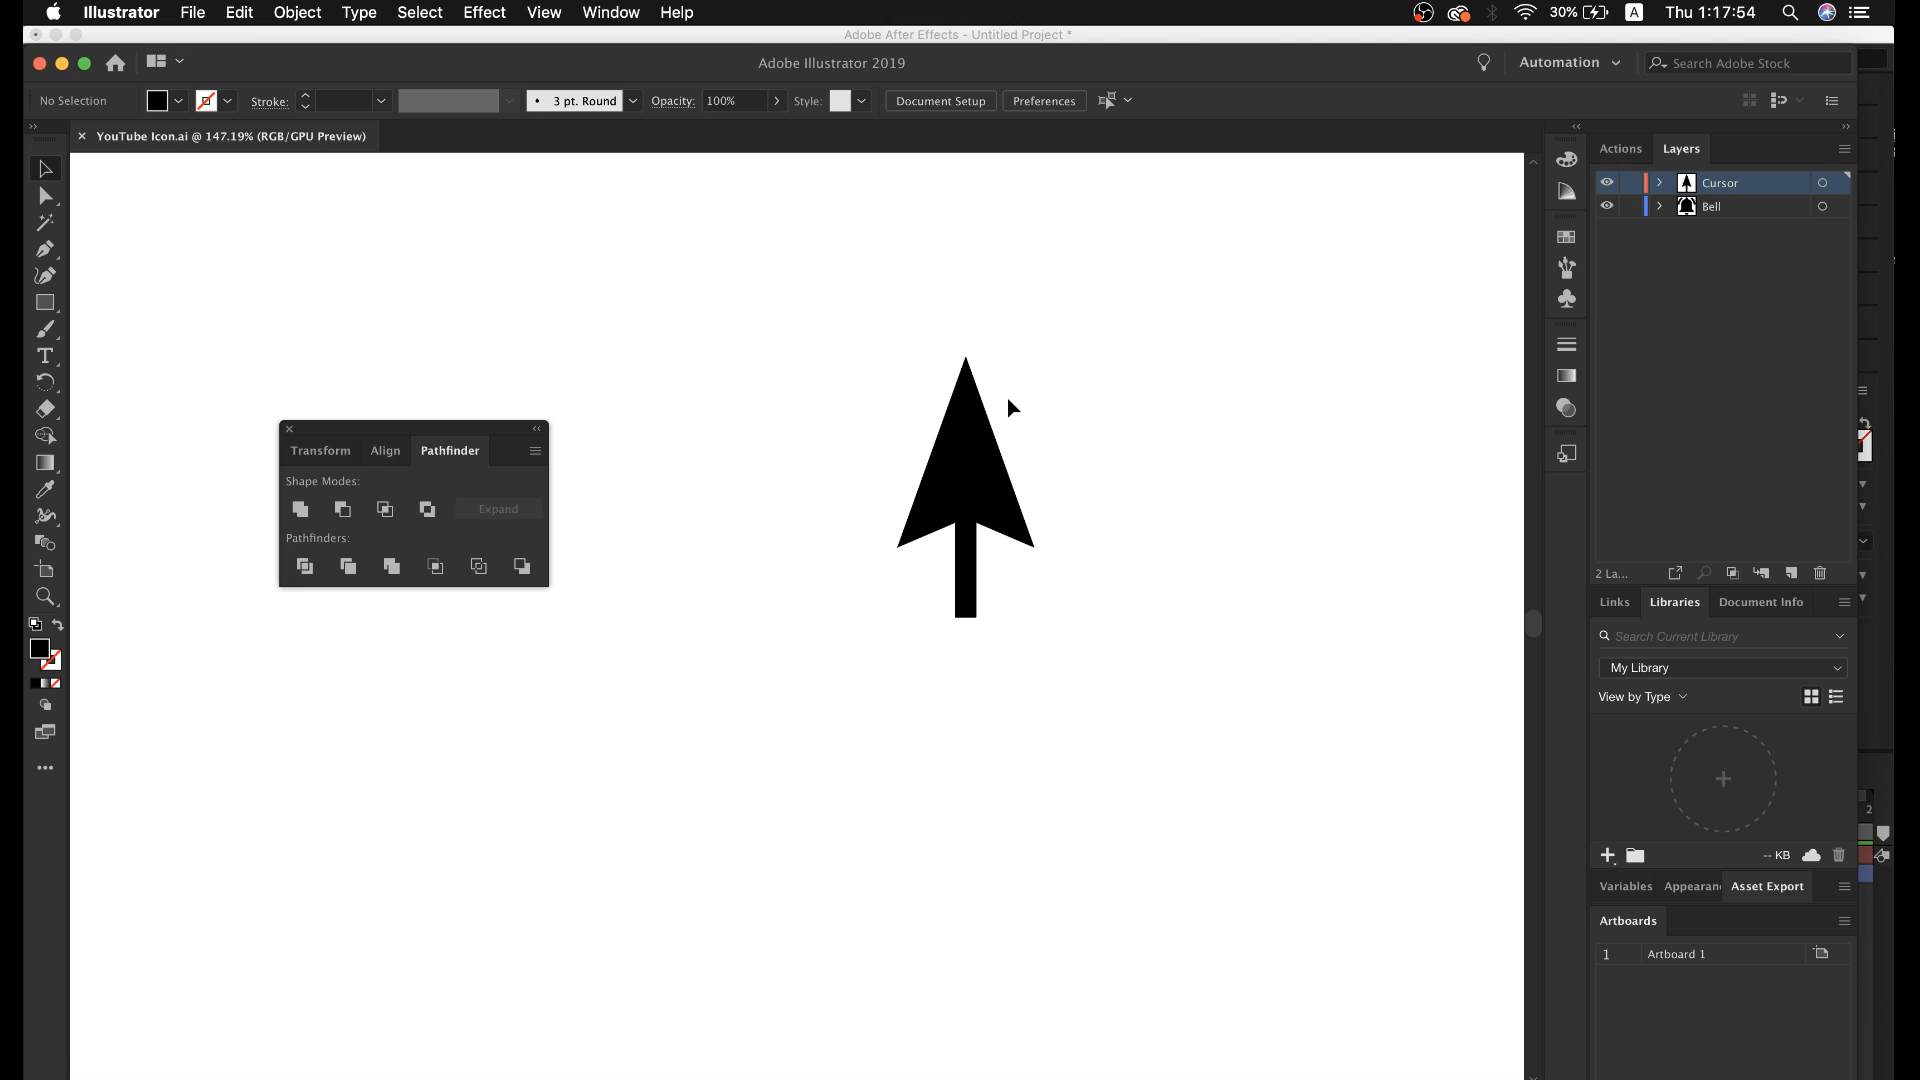 Illustrator File Edit Object Type Select Effect View Window Help 30% A Thu 1:17:54
Adobe After Effects - Untitled Project *
Adobe Illustrator 2019 Automation Search Adobe Stock
No Selection Stroke: 3 pt. Round Opacity: 100% Style: Document Setup Preferences
YouTube Icon.ai @ 147.19% (RGB/GPU Preview)
Actions Layers
Cursor
Bell
Transform Align Pathfinder
Shape Modes:
Expand
Pathfinders:
2 La...
Links Libraries Document Info
Search Current Library
My Library
View by Type
-- KB
2
Variables Appearan Asset Export
Artboards
1 Artboard 1